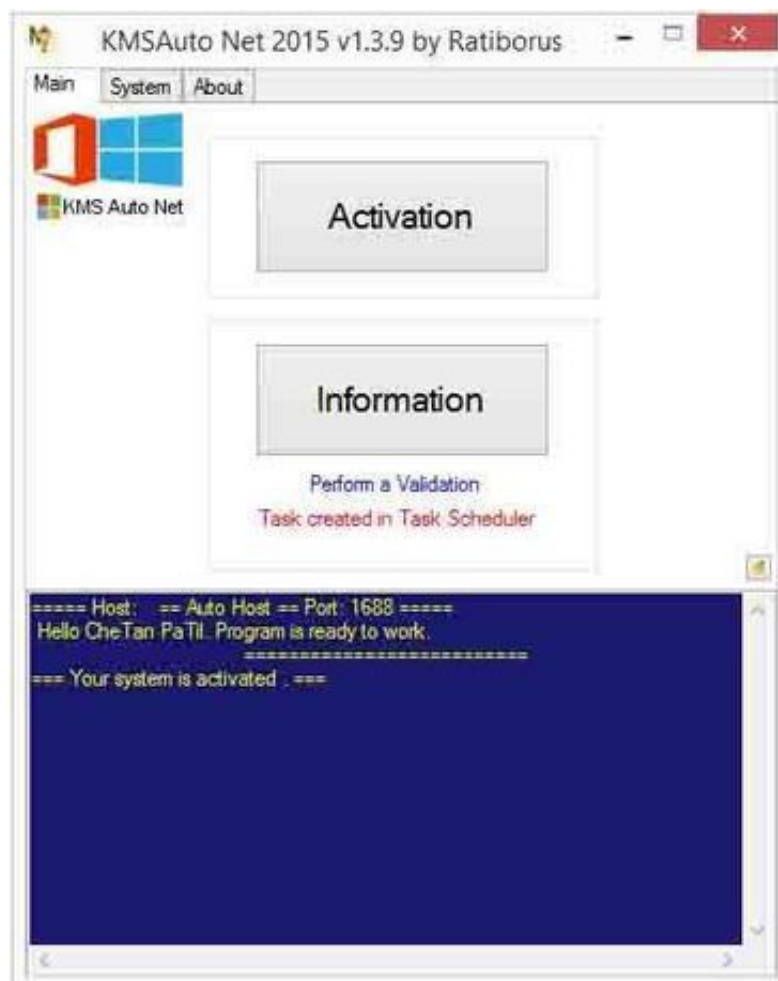 KMSAuto Net 2015 v1.3.9 by Ratiborus
Main System About
KMS Auto Net
Activation
Information
Perform a Validation
Task created in Task Scheduler
===== Host: == Auto Host == Port: 1688 =====
Hello CheTan PaTil. Program is ready to work.
==========================
=== Your system is activated . ===